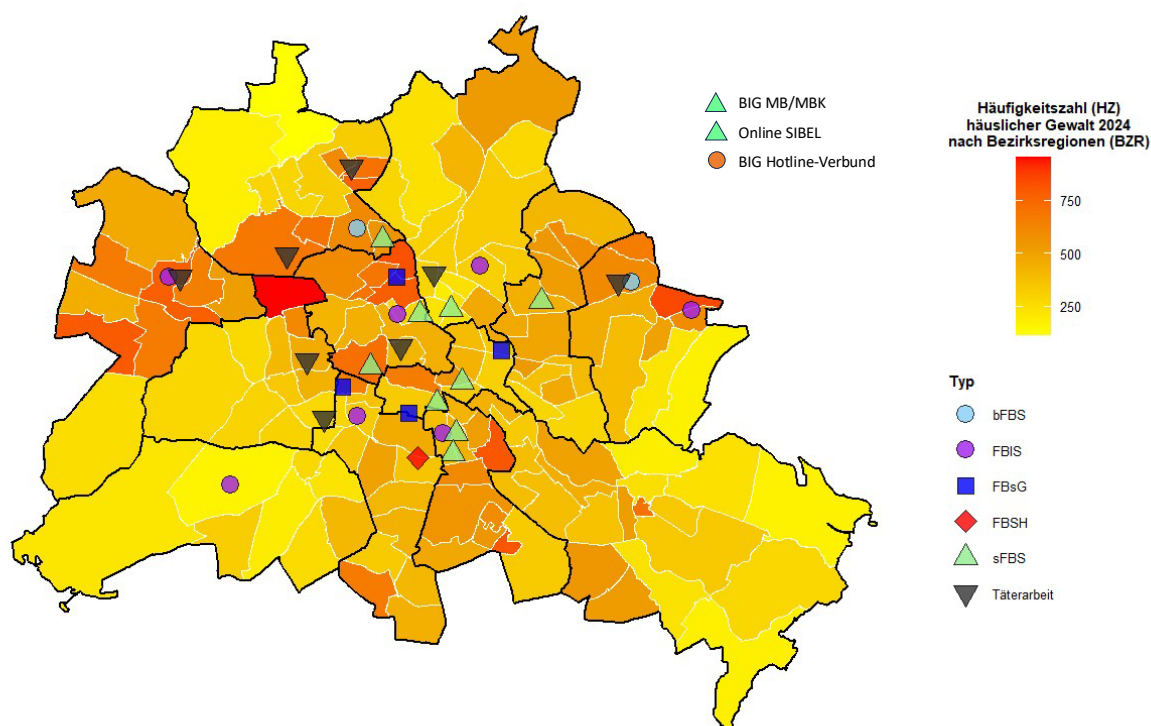 BIG MB/MBK
Online SIBEL
BIG Hotline-Verbund
Häufigkeitszahl (HZ)
häuslicher Gewalt 2024
nach Bezirksregionen (BZR)
750
500
250
Typ
bFBS
FBIS
FBsG
FBSH
sFBS
Täterarbeit